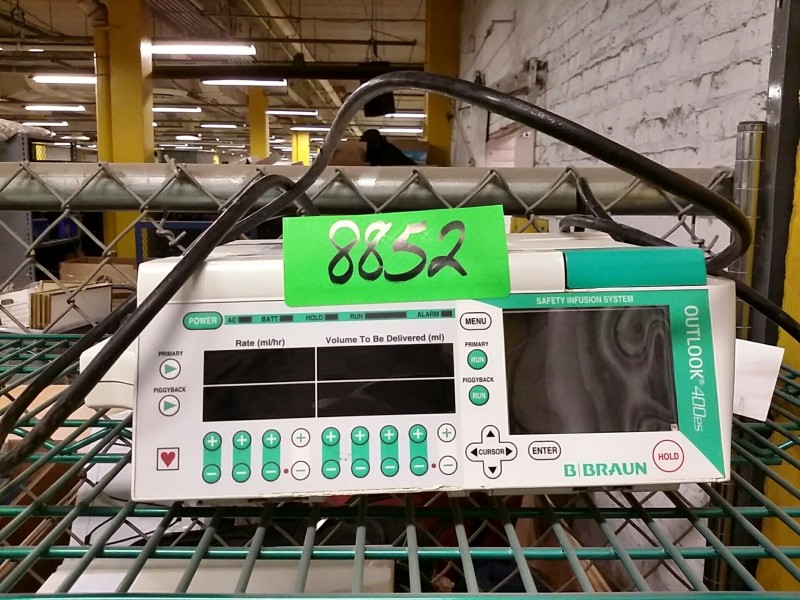 8852
SAFETY INFUSION SYSTEM
POWER
AC BATT HOLD RUN ALARM
MENU
OUTLOOK® 400ES
Rate (ml/hr) Volume To Be Delivered (ml)
PRIMARY
PRIMARY
RUN
PIGGYBACK
PIGGYBACK
RUN
CURSOR
ENTER
HOLD
B|BRAUN